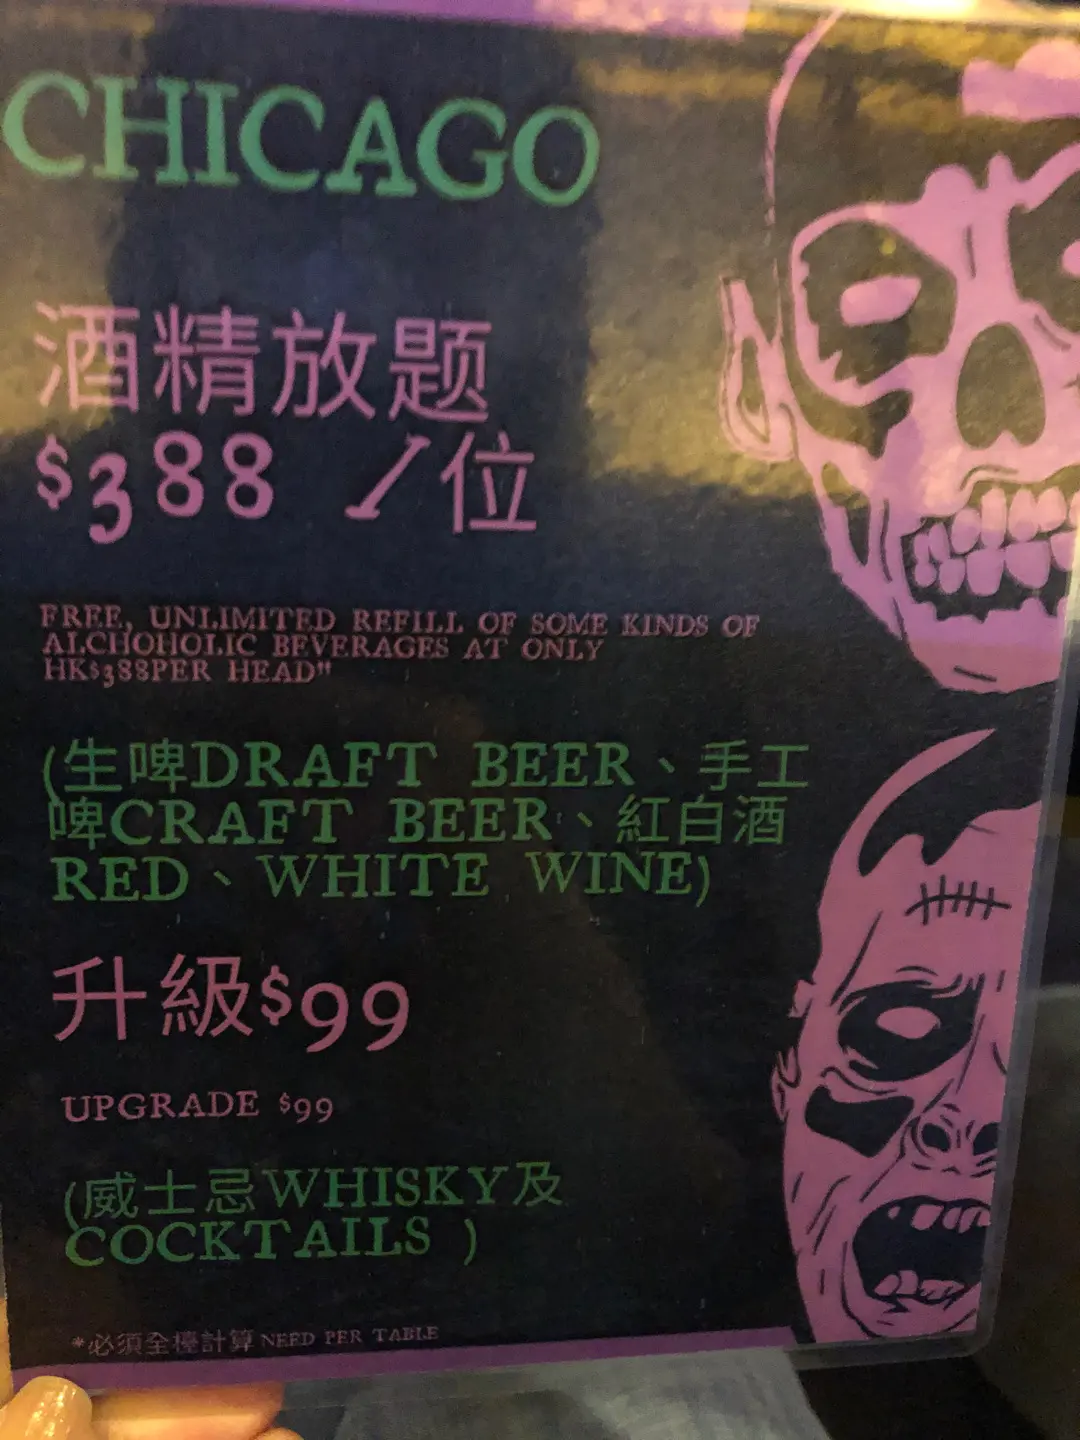 CHICAGO
酒精放题
$388 /位
FREE, UNLIMITED REFILL OF SOME KINDS OF
ALCHOHOLIC BEVERAGES AT ONLY
HK$388PER HEAD"
(生啤DRAFT BEER、手工
啤CRAFT BEER、紅白酒
RED、WHITE WINE)
升級$99
UPGRADE $99
(威士忌WHISKY及
COCKTAILS )
*必須全檯計算 NEED PER TABLE